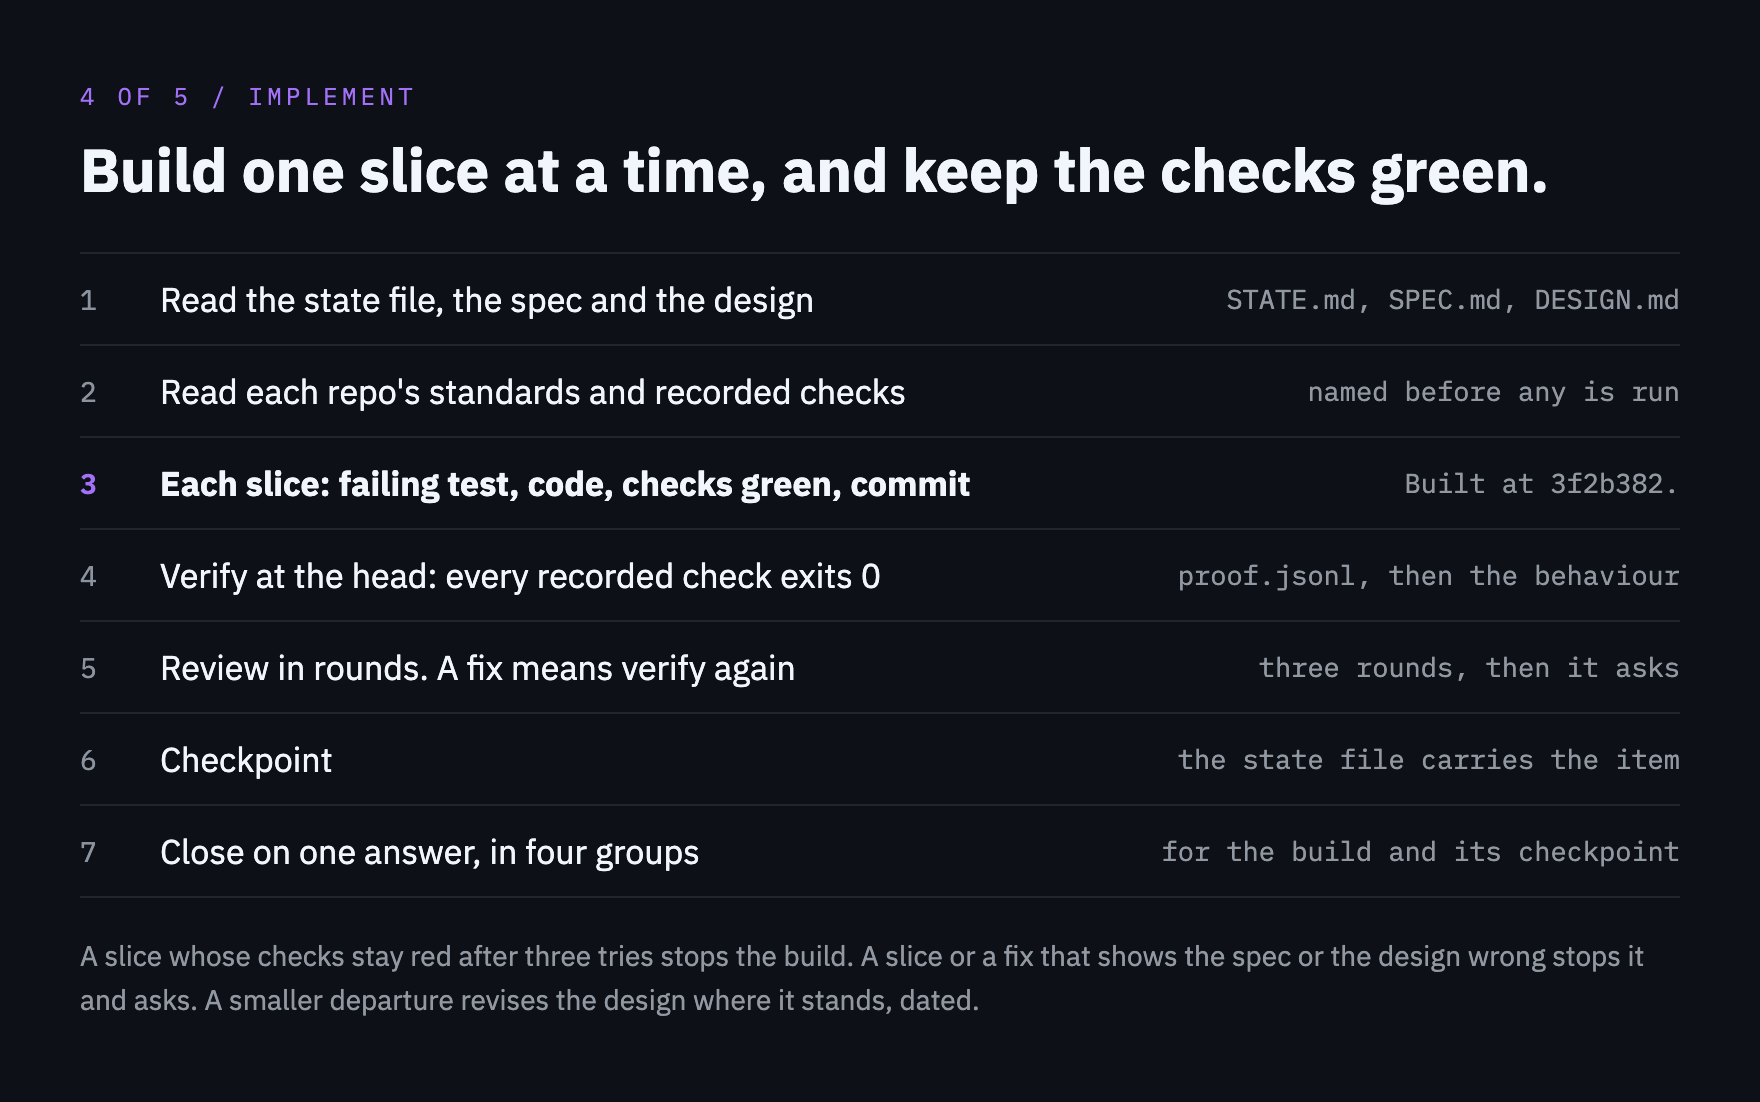 4 OF 5 / IMPLEMENT
Build one slice at a time, and keep the checks green.
1 Read the state file, the spec and the design STATE.md, SPEC.md, DESIGN.md
2 Read each repo's standards and recorded checks named before any is run
3 Each slice: failing test, code, checks green, commit Built at 3f2b382.
4 Verify at the head: every recorded check exits 0 proof.jsonl, then the behaviour
5 Review in rounds. A fix means verify again three rounds, then it asks
6 Checkpoint the state file carries the item
7 Close on one answer, in four groups for the build and its checkpoint
A slice whose checks stay red after three tries stops the build. A slice or a fix that shows the spec or the design wrong stops it
and asks. A smaller departure revises the design where it stands, dated.